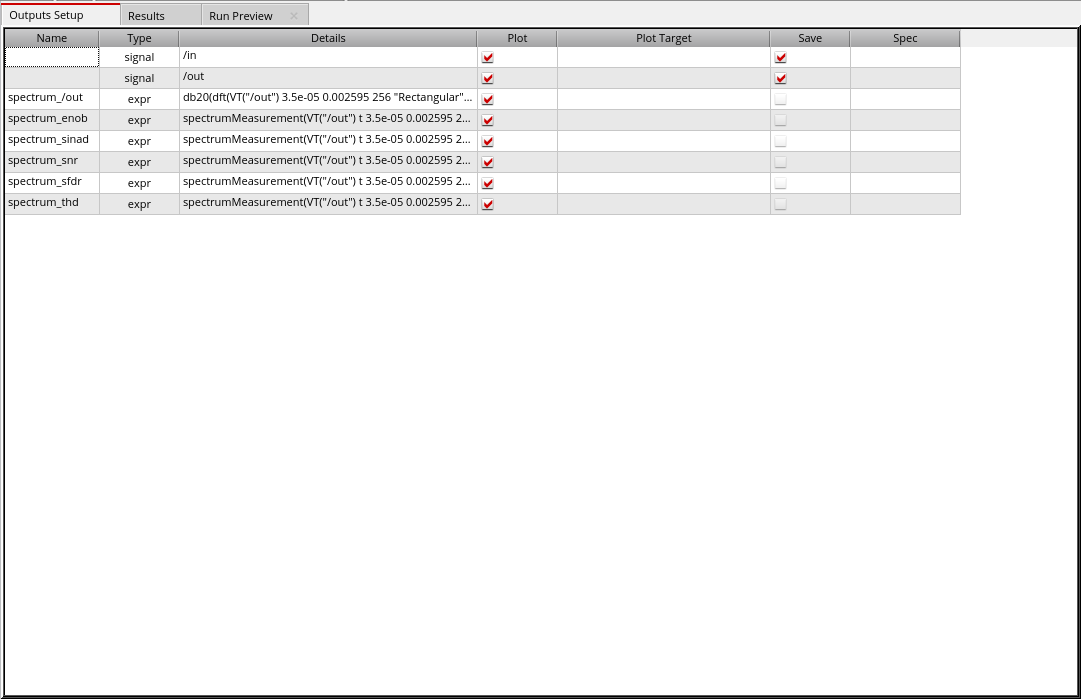 Outputs Setup Results Run Preview
Name Type Details Plot Plot Target Save Spec
signal /in
signal /out
spectrum_/out expr db20(dft(VT("/out") 3.5e-05 0.002595 256 "Rectangular"...
spectrum_enob expr spectrumMeasurement(VT("/out") t 3.5e-05 0.002595 2...
spectrum_sinad expr spectrumMeasurement(VT("/out") t 3.5e-05 0.002595 2...
spectrum_snr expr spectrumMeasurement(VT("/out") t 3.5e-05 0.002595 2...
spectrum_sfdr expr spectrumMeasurement(VT("/out") t 3.5e-05 0.002595 2...
spectrum_thd expr spectrumMeasurement(VT("/out") t 3.5e-05 0.002595 2...